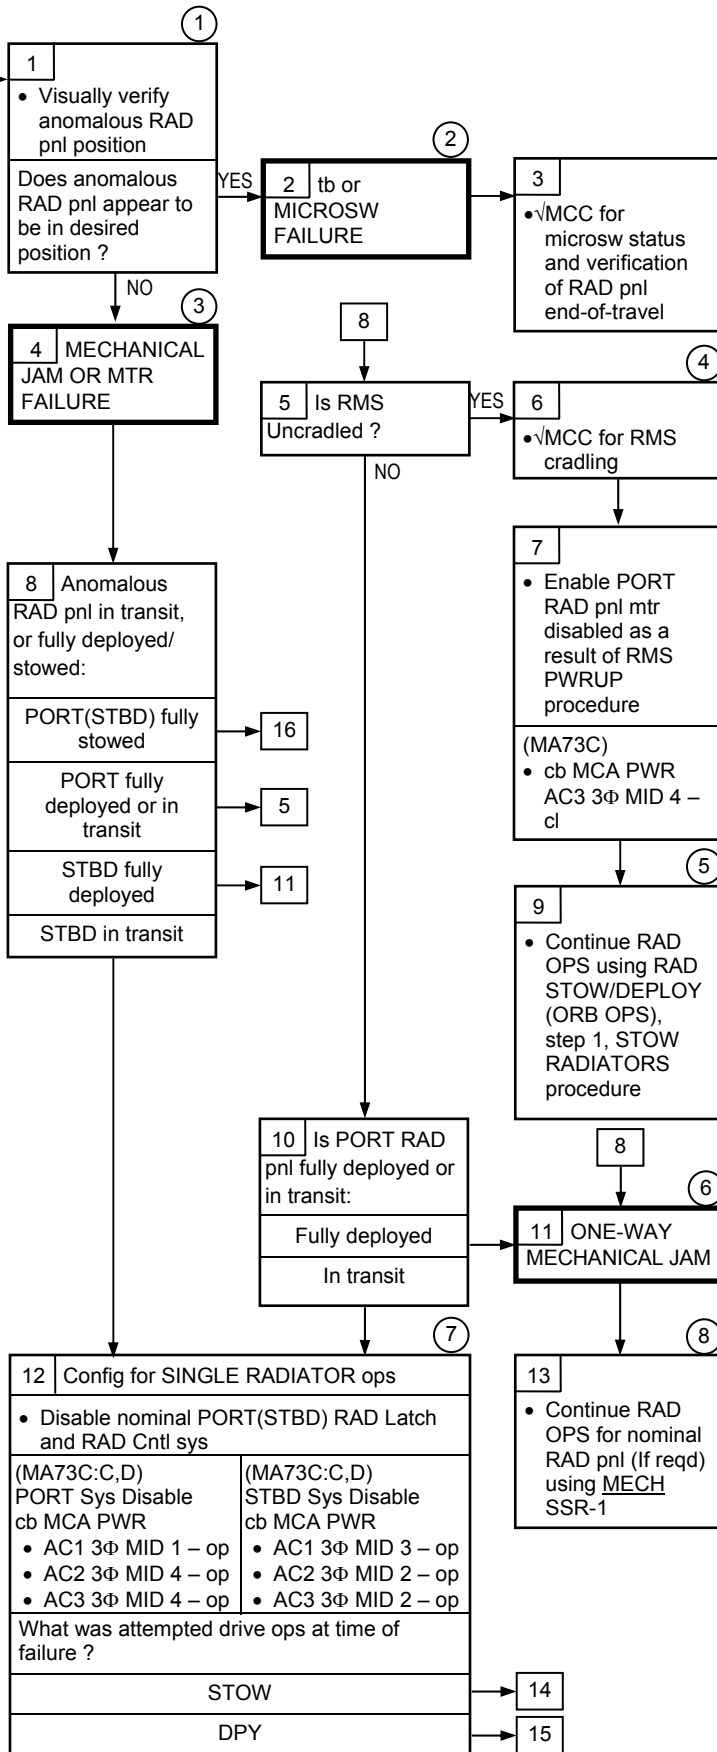 1
1
• Visually verify
anomalous RAD
pnl position
Does anomalous
RAD pnl appear to
be in desired
position ?
YES
NO
2
2 tb or
MICROSW
FAILURE
3
•√MCC for
microsw status
and verification
of RAD pnl
end-of-travel
3
4 MECHANICAL
JAM OR MTR
FAILURE
8
5 Is RMS
Uncradled ?
YES
NO
4
6
•√MCC for RMS
cradling
7
• Enable PORT
RAD pnl mtr
disabled as a
result of RMS
PWRUP
procedure
(MA73C)
• cb MCA PWR
AC3 3Φ MID 4 –
cl
8 Anomalous
RAD pnl in transit,
or fully deployed/
stowed:
PORT(STBD) fully
stowed
16
PORT fully
deployed or in
transit
5
STBD fully
deployed
11
STBD in transit
5
9
• Continue RAD
OPS using RAD
STOW/DEPLOY
(ORB OPS),
step 1, STOW
RADIATORS
procedure
10 Is PORT RAD
pnl fully deployed or
in transit:
Fully deployed
In transit
8
6
11 ONE-WAY
MECHANICAL JAM
7
12 Config for SINGLE RADIATOR ops
• Disable nominal PORT(STBD) RAD Latch
and RAD Cntl sys
(MA73C:C,D)
PORT Sys Disable
cb MCA PWR
• AC1 3Φ MID 1 – op
• AC2 3Φ MID 4 – op
• AC3 3Φ MID 4 – op
(MA73C:C,D)
STBD Sys Disable
cb MCA PWR
• AC1 3Φ MID 3 – op
• AC2 3Φ MID 2 – op
• AC3 3Φ MID 2 – op
What was attempted drive ops at time of
failure ?
STOW
14
DPY
15
8
13
• Continue RAD
OPS for nominal
RAD pnl (If reqd)
using MECH
SSR-1